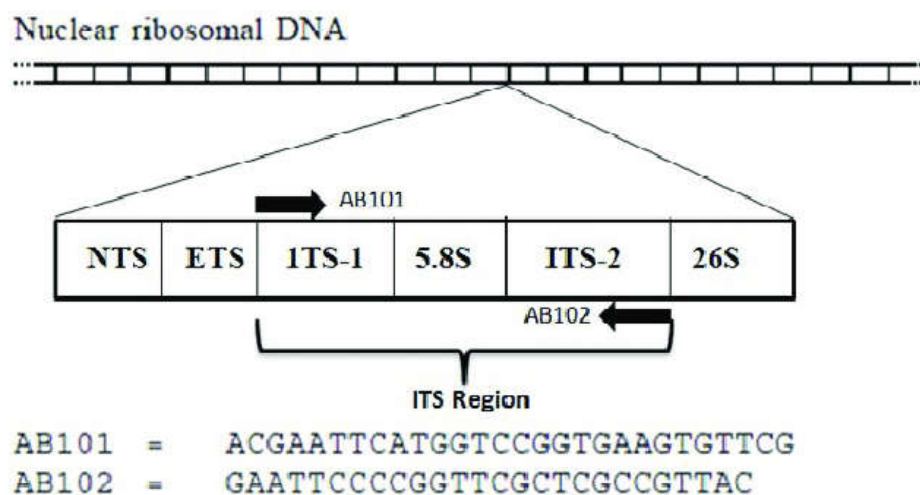 Nuclear ribosomal DNA
AB101
NTS ETS 1TS-1 5.8S ITS-2 26S
AB102
ITS Region
AB101 = ACGAATTCATGGTCCGGTGAAGTGTTCG
AB102 = GAATTCCCCGGTTCGCTCGCCGTTAC